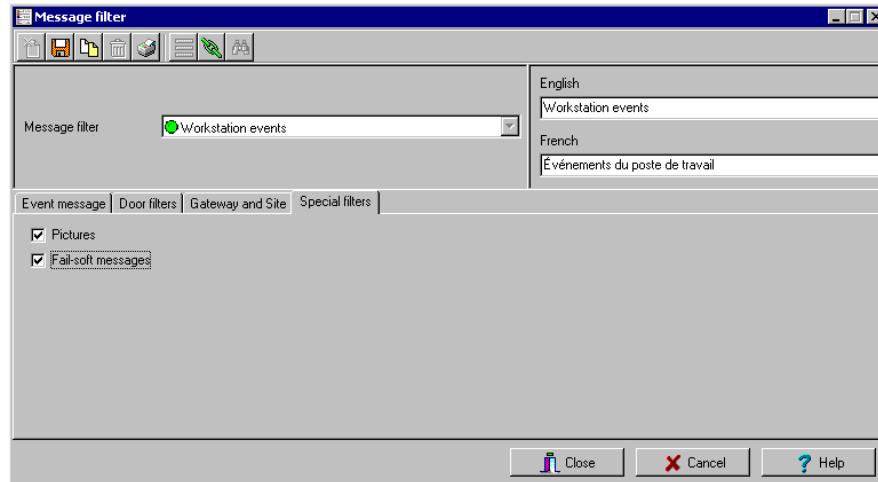 Message filter
English
Workstation events
Message filter
Workstation events
French
Événements du poste de travail
Event message
Door filters
Gateway and Site
Special filters
Pictures
Fail-soft messages
Close
Cancel
Help